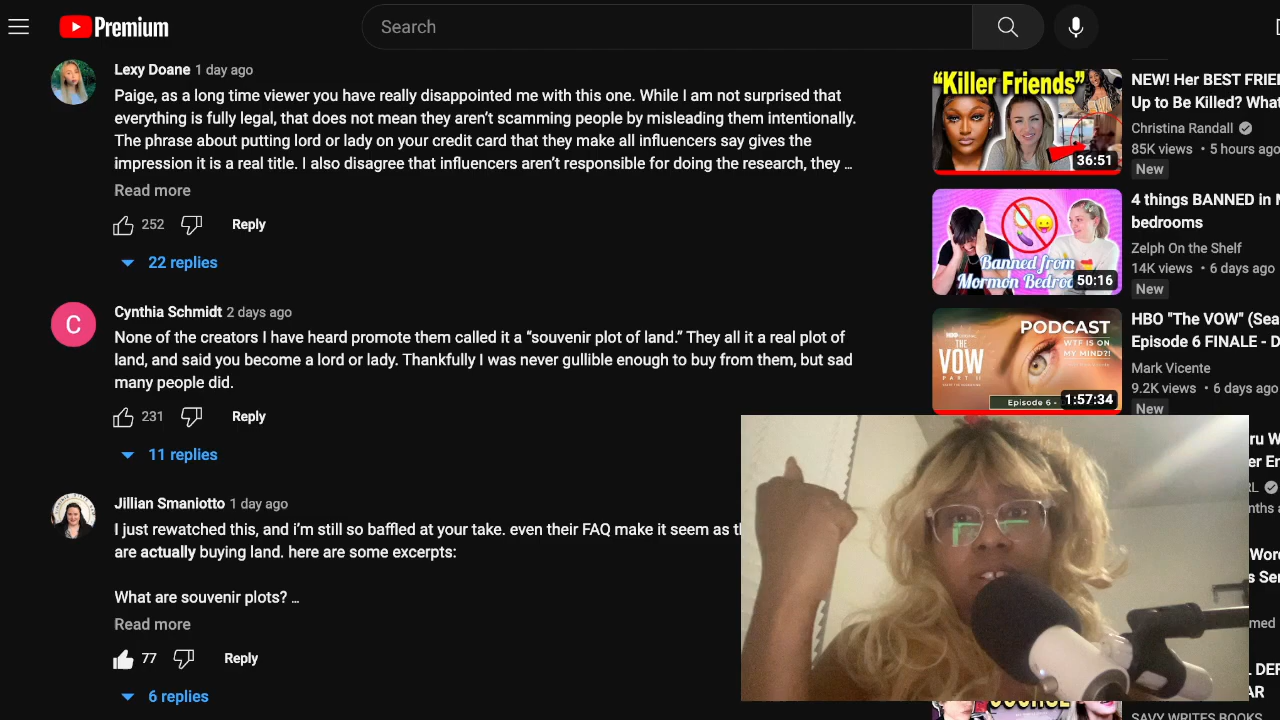 Premium
Search
Lexy Doane 1 day ago
Paige, as a long time viewer you have really disappointed me with this one. While I am not surprised that
everything is fully legal, that does not mean they aren't scamming people by misleading them intentionally.
The phrase about putting lord or lady on your credit card that they make all influencers say gives the
impression it is a real title. I also disagree that influencers aren't responsible for doing the research, they ...
Read more
252 Reply
22 replies
Cynthia Schmidt 2 days ago
None of the creators I have heard promote them called it a “souvenir plot of land.” They all it a real plot of
land, and said you become a lord or lady. Thankfully I was never gullible enough to buy from them, but sad
many people did.
231 Reply
11 replies
Jillian Smaniotto 1 day ago
I just rewatched this, and i'm still so baffled at your take. even their FAQ make it seem as
are actually buying land. here are some excerpts:
What are souvenir plots? ...
Read more
77 Reply
6 replies
“Killer Friends”
36:51
NEW! Her BEST
Up to Be Killed?
Christina Randall
85K views • 5 hours ago
New
Banned from
Mormon
50:16
4 things BANNED in
bedrooms
Zelph On the Shelf
14K views • 6 days ago
New
PODCAST
WTF IS ON
MY MIND?!
HBO
THE
VOW
PART II
Episode 6 -
1:57:34
HBO "The VOW"
Episode 6 FINALE -
Mark Vicente
9.2K views • 6 days ago
New
SAVY WRITES BOOKS